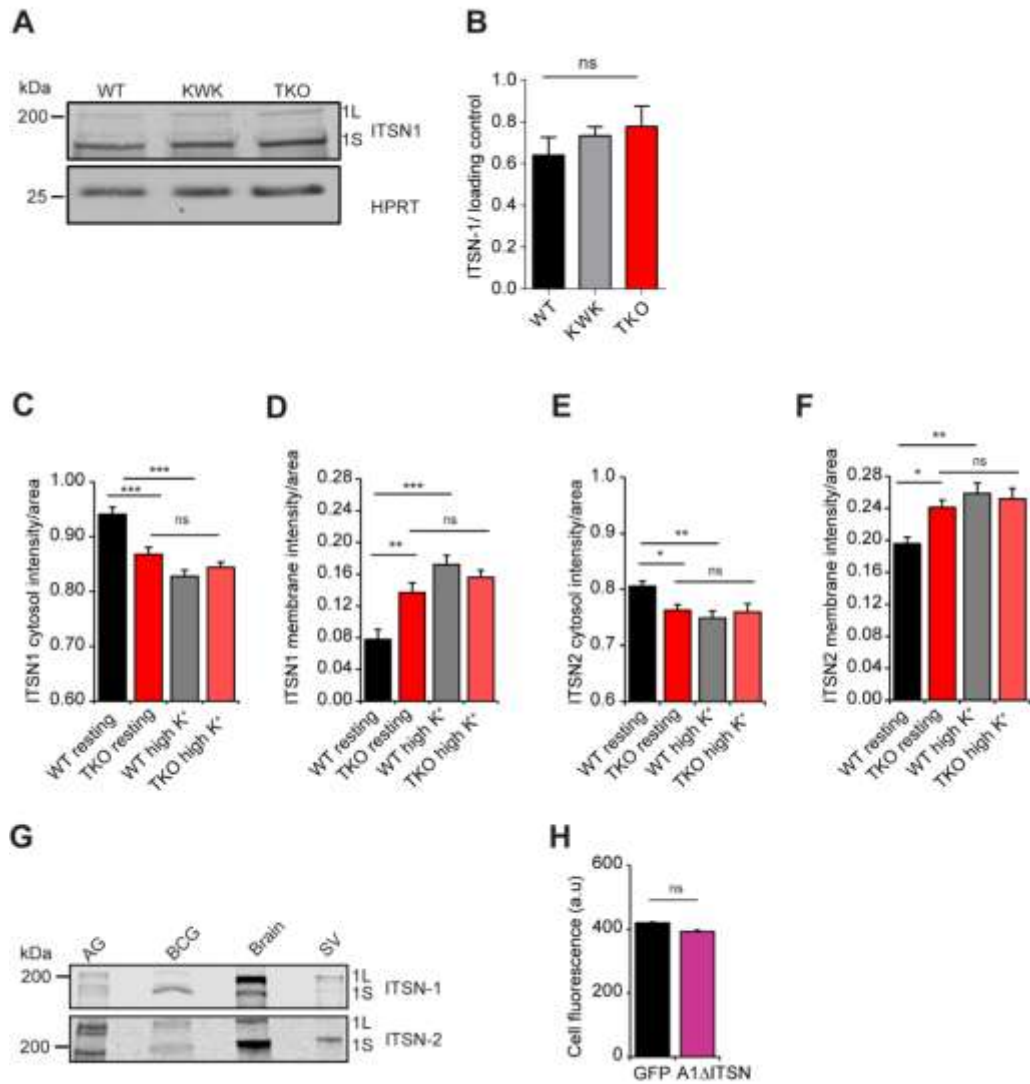 A
kDa
WT KWK TKO
200
1L
1S
ITSN1
25
HPRT
B
ns
ITSN-1/ loading control
1.0
0.8
0.6
0.4
0.2
0.0
WT
KWK
TKO
C
ITSN1 cytosol intensity/area
1.00
0.90
0.80
0.70
0.60
***
***
ns
WT resting
TKO resting
WT high K+
TKO high K+
D
ITSN1 membrane intensity/area
0.28
0.24
0.20
0.16
0.12
0.08
0.04
0.00
***
**
ns
WT resting
TKO resting
WT high K+
TKO high K+
E
ITSN2 cytosol intensity/area
1.0
0.9
0.8
0.7
0.6
**
*
ns
WT resting
TKO resting
WT high K+
TKO high K+
F
ITSN2 membrane intensity/area
0.28
0.24
0.20
0.16
0.12
0.08
0.04
0.00
**
*
ns
WT resting
TKO resting
WT high K+
TKO high K+
G
kDa
AG
BCG
Brain
SV
200
1L
1S
ITSN-1
1L
1S
ITSN-2
200
H
Cell fluorescence (a.u)
600
400
200
0
ns
GFP A1ΔITSN